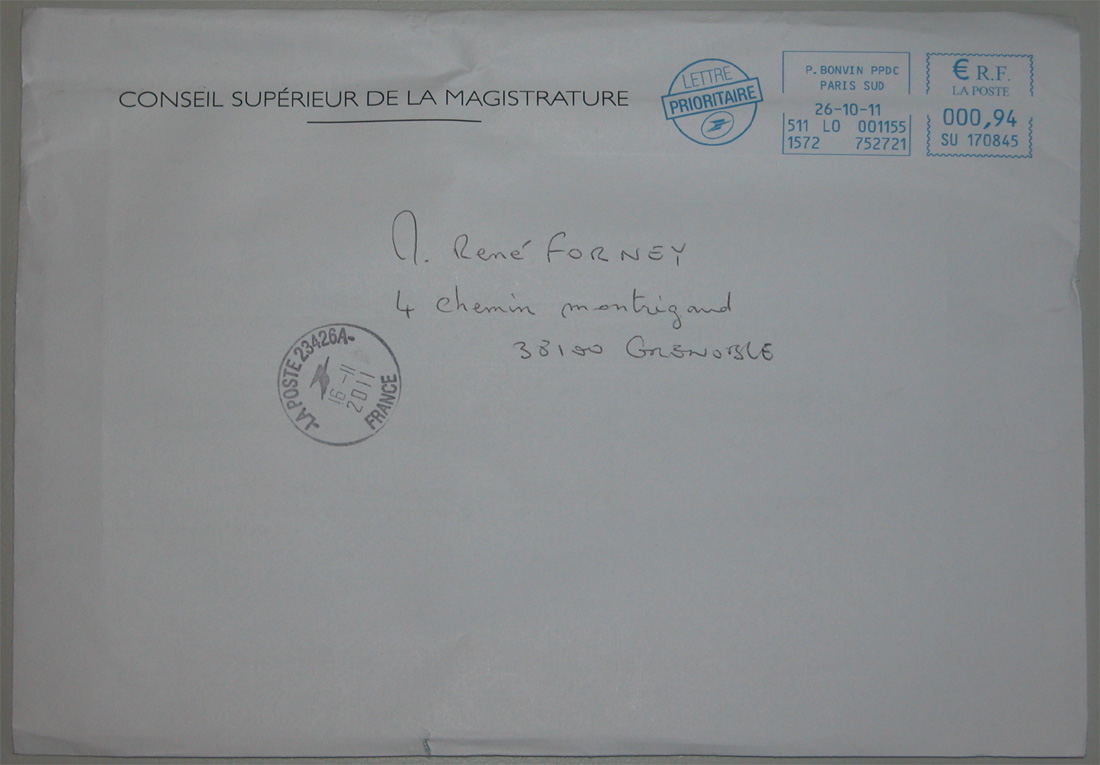 CONSEIL SUPÉRIEUR DE LA MAGISTRATURE
LETTRE
PRIORITAIRE
P. BONVIN PPDC
PARIS SUD
26-10-11
511 LO 001155
1572 752721
€ R.F.
LA POSTE
000,94
SU 170845
M. René FORNEY
4 chemin montrigand
38100 GRENOBLE
LA POSTE 23426A-
16-11
2011
FRANCE